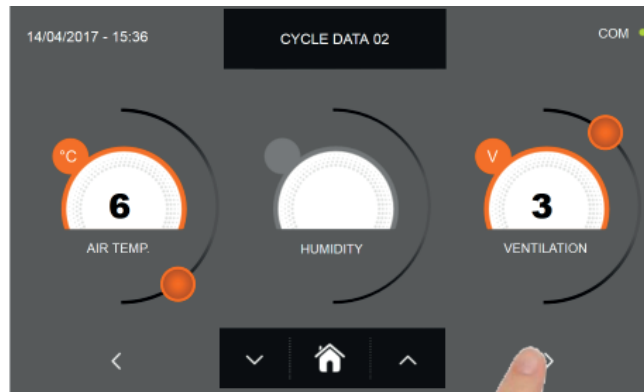 14/04/2017 - 15:36
CYCLE DATA 02
COM
°C
6
AIR TEMP.
HUMIDITY
V
3
VENTILATION